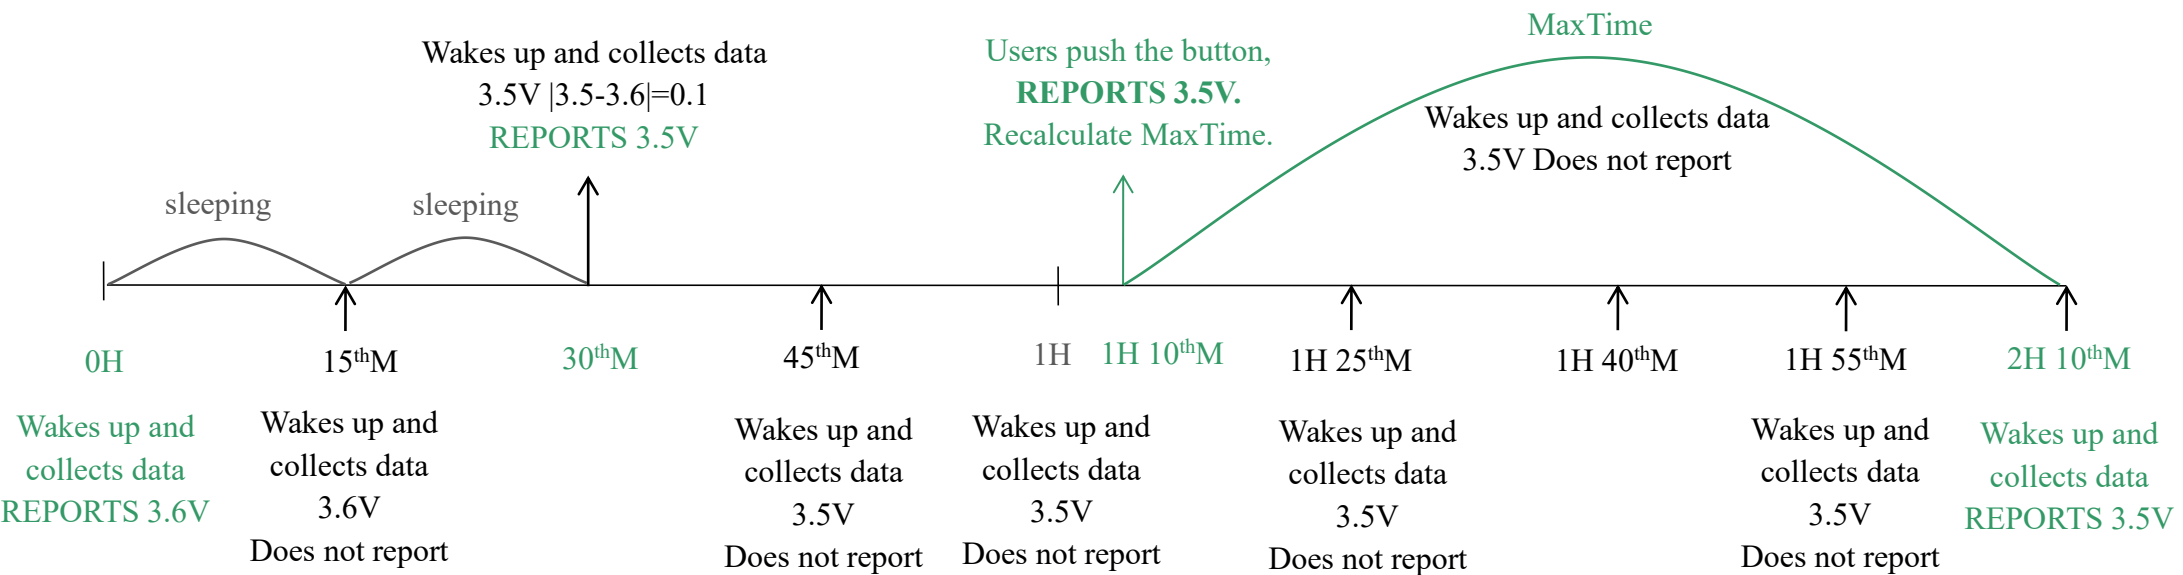 MaxTime
Wakes up and collects data
3.5V |3.5-3.6|=0.1
REPORTS 3.5V
Users push the button,
REPORTS 3.5V.
Recalculate MaxTime.
Wakes up and collects data
3.5V Does not report
sleeping
sleeping
0H
15thM
30thM
45thM
1H
1H 10thM
1H 25thM
1H 40thM
1H 55thM
2H 10thM
Wakes up and
collects data
REPORTS 3.6V
Wakes up and
collects data
3.6V
Does not report
Wakes up and
collects data
3.5V
Does not report
Wakes up and
collects data
3.5V
Does not report
Wakes up and
collects data
3.5V
Does not report
Wakes up and
collects data
3.5V
Does not report
Wakes up and
collects data
REPORTS 3.5V